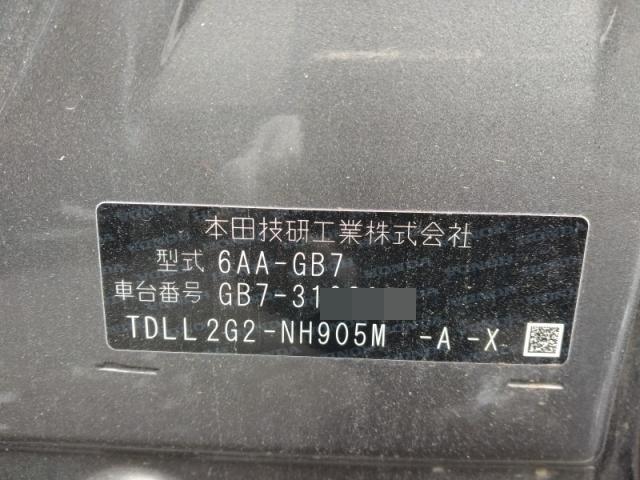 本田技研工業株式会社
型式 6AA-GB7
車台番号 GB7-31
TDLL2G2-NH905M -A -X